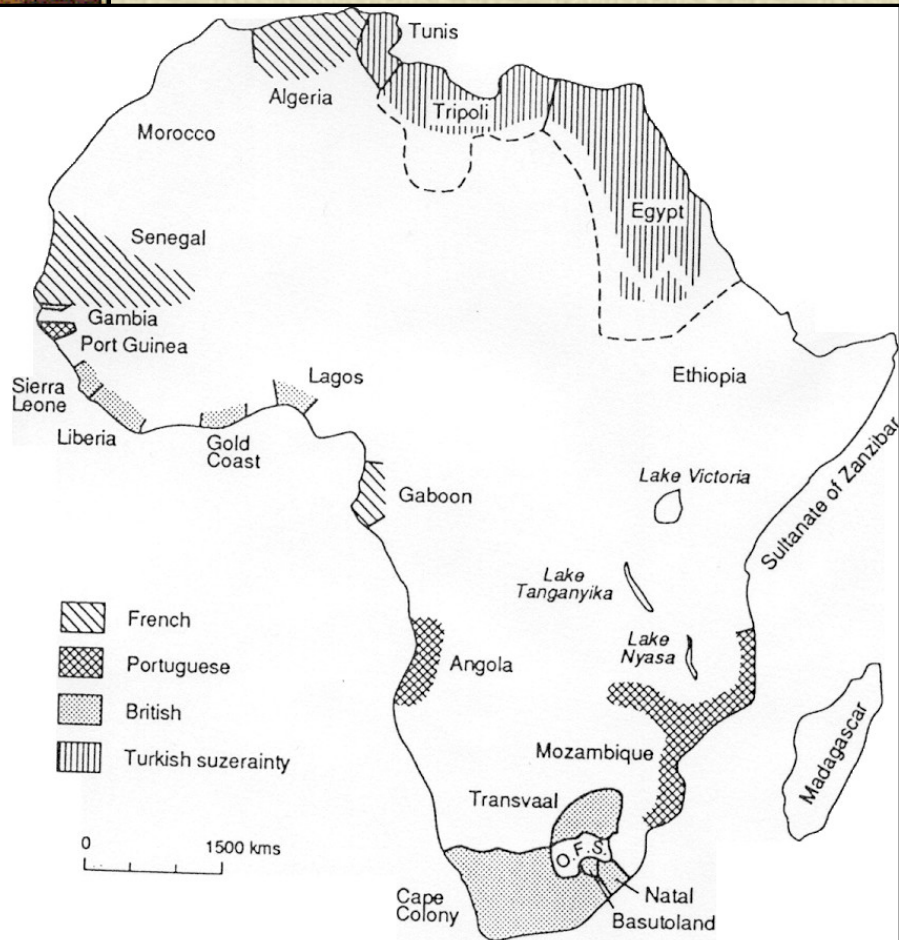 Tunis
Algeria
Tripoli
Morocco
Egypt
Senegal
Gambia
Port Guinea
Sierra
Leone
Liberia
Gold
Coast
Lagos
Ethiopia
Gaboon
Lake Victoria
Sultanate of Zanzibar
Lake
Tanganyika
Lake
Nyasa
Angola
Mozambique
Madagascar
Transvaal
O.F.S.
Natal
Basutoland
Cape
Colony
French
Portuguese
British
Turkish suzerainty
0 1500 kms